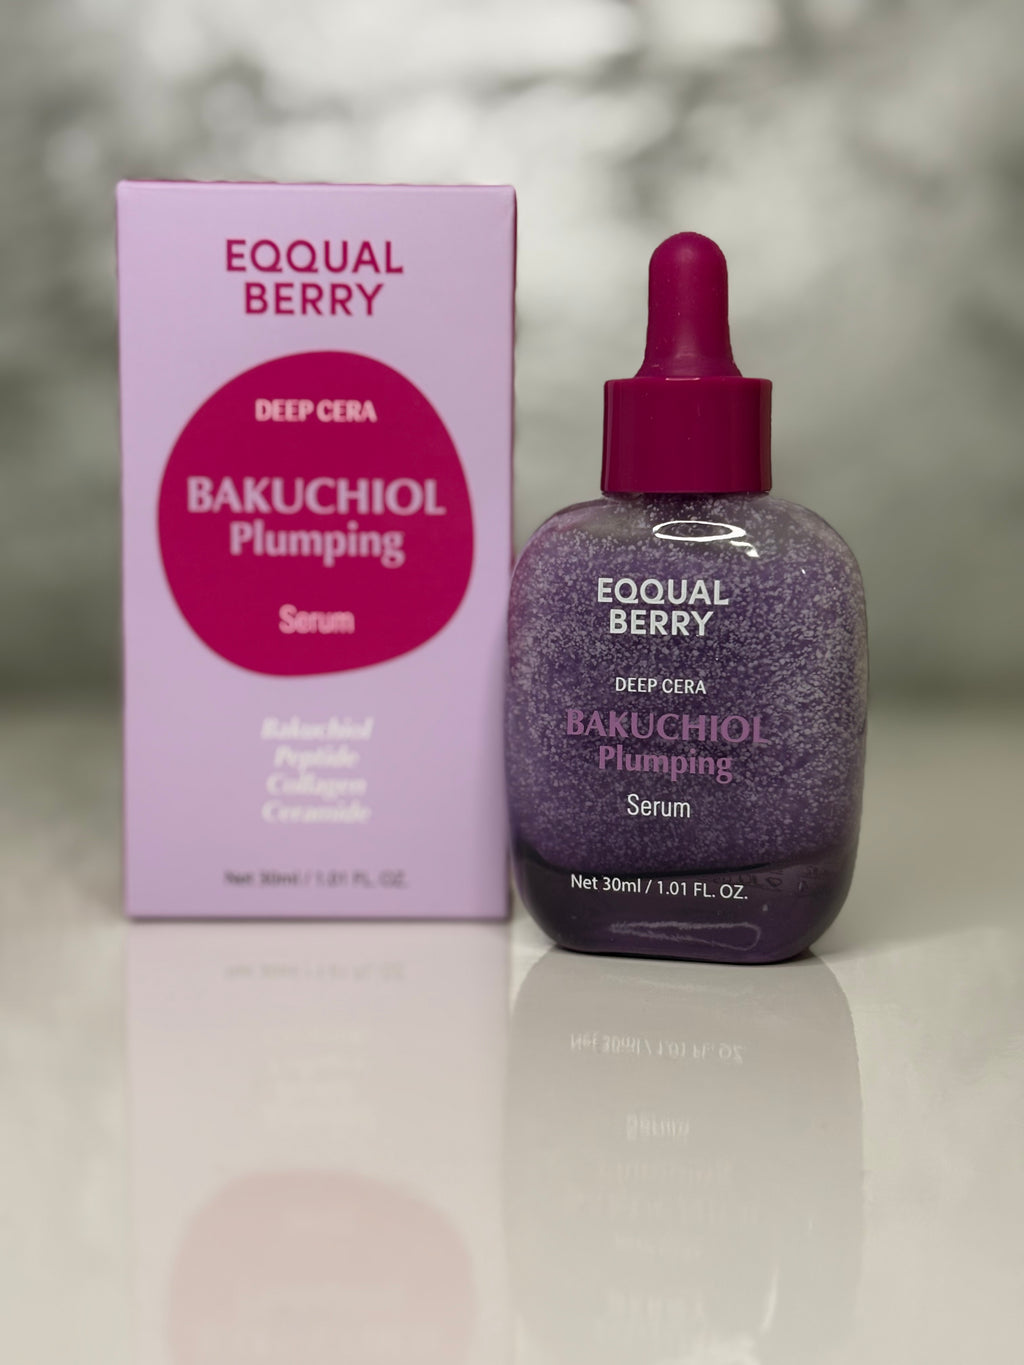 EQQUAL
BERRY
DEEP CERA
BAKUCHIOL
Plumping
Serum
Bakuchiol
Peptide
Collagen
Ceramide
Net 30ml / 1.01 FL. OZ.
EQQUAL
BERRY
DEEP CERA
BAKUCHIOL
Plumping
Serum
Net 30ml / 1.01 FL. OZ.